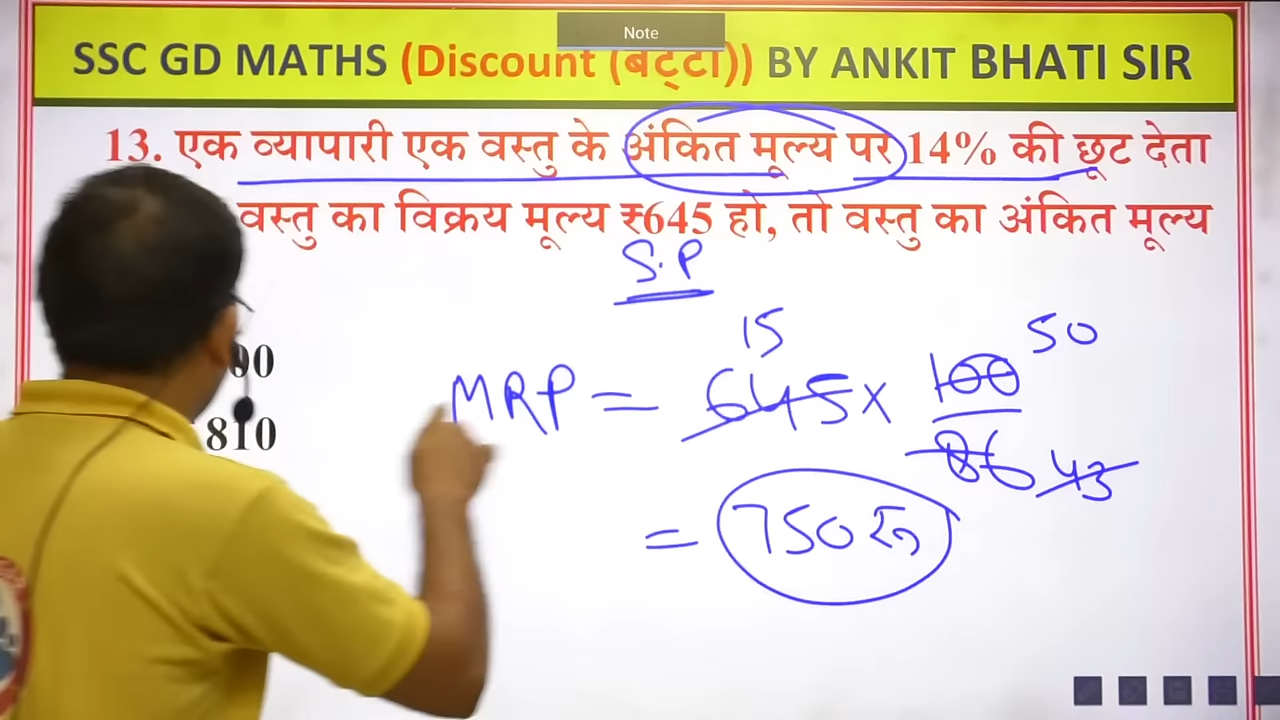 Note
SSC GD MATHS (Discount (बट्टा)) BY ANKIT BHATI SIR
13. एक व्यापारी एक वस्तु के अंकित मूल्य पर 14% की छूट देता
वस्तु का विक्रय मूल्य ₹645 हो, तो वस्तु का अंकित मूल्य
S.P
15
50
MRP = 645 x 100
86 43
810
= 750 रु